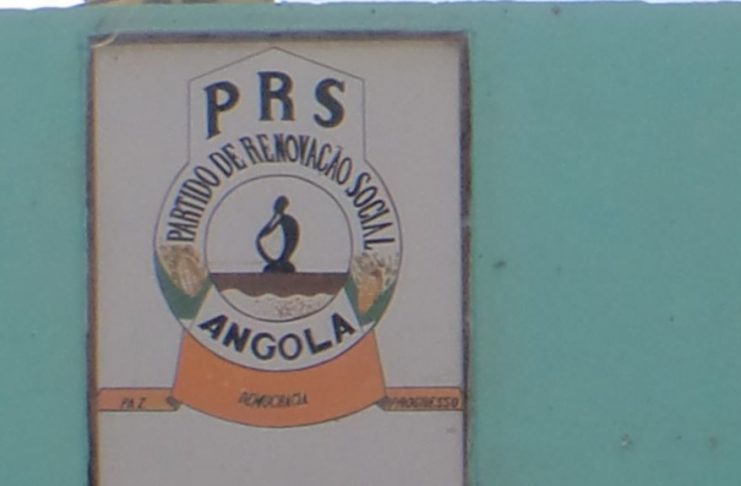 PRS
PARTIDO DE RENOVAÇÃO SOCIAL
ANGOLA
PAZ
DEMOCRACIA
PROGRESSO